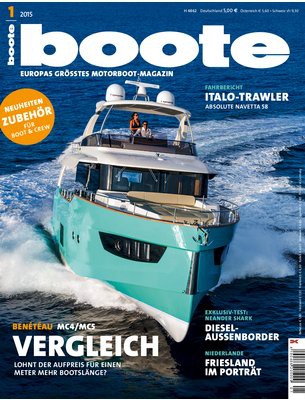 1 2015
H 4842 Deutschland 5,00 €
boote
boote
EUROPAS GRÖSSTES MOTORBOOT-MAGAZIN
NEUHEITEN
ZUBEHÖR
FÜR
BOOT & CREW
FAHRBERICHT
ITALO-TRAWLER
ABSOLUTE NAVETTA 58
BENÉTEAU MC4/MC5
VERGLEICH
LOHNT DER AUFPREIS FÜR EINEN
METER MEHR BOOTSLÄNGE?
EXKLUSIV-TEST:
NEANDER SHARK
DIESEL-
AUSSENBORDER
NIEDERLANDE
FRIESLAND
IM PORTRÄT